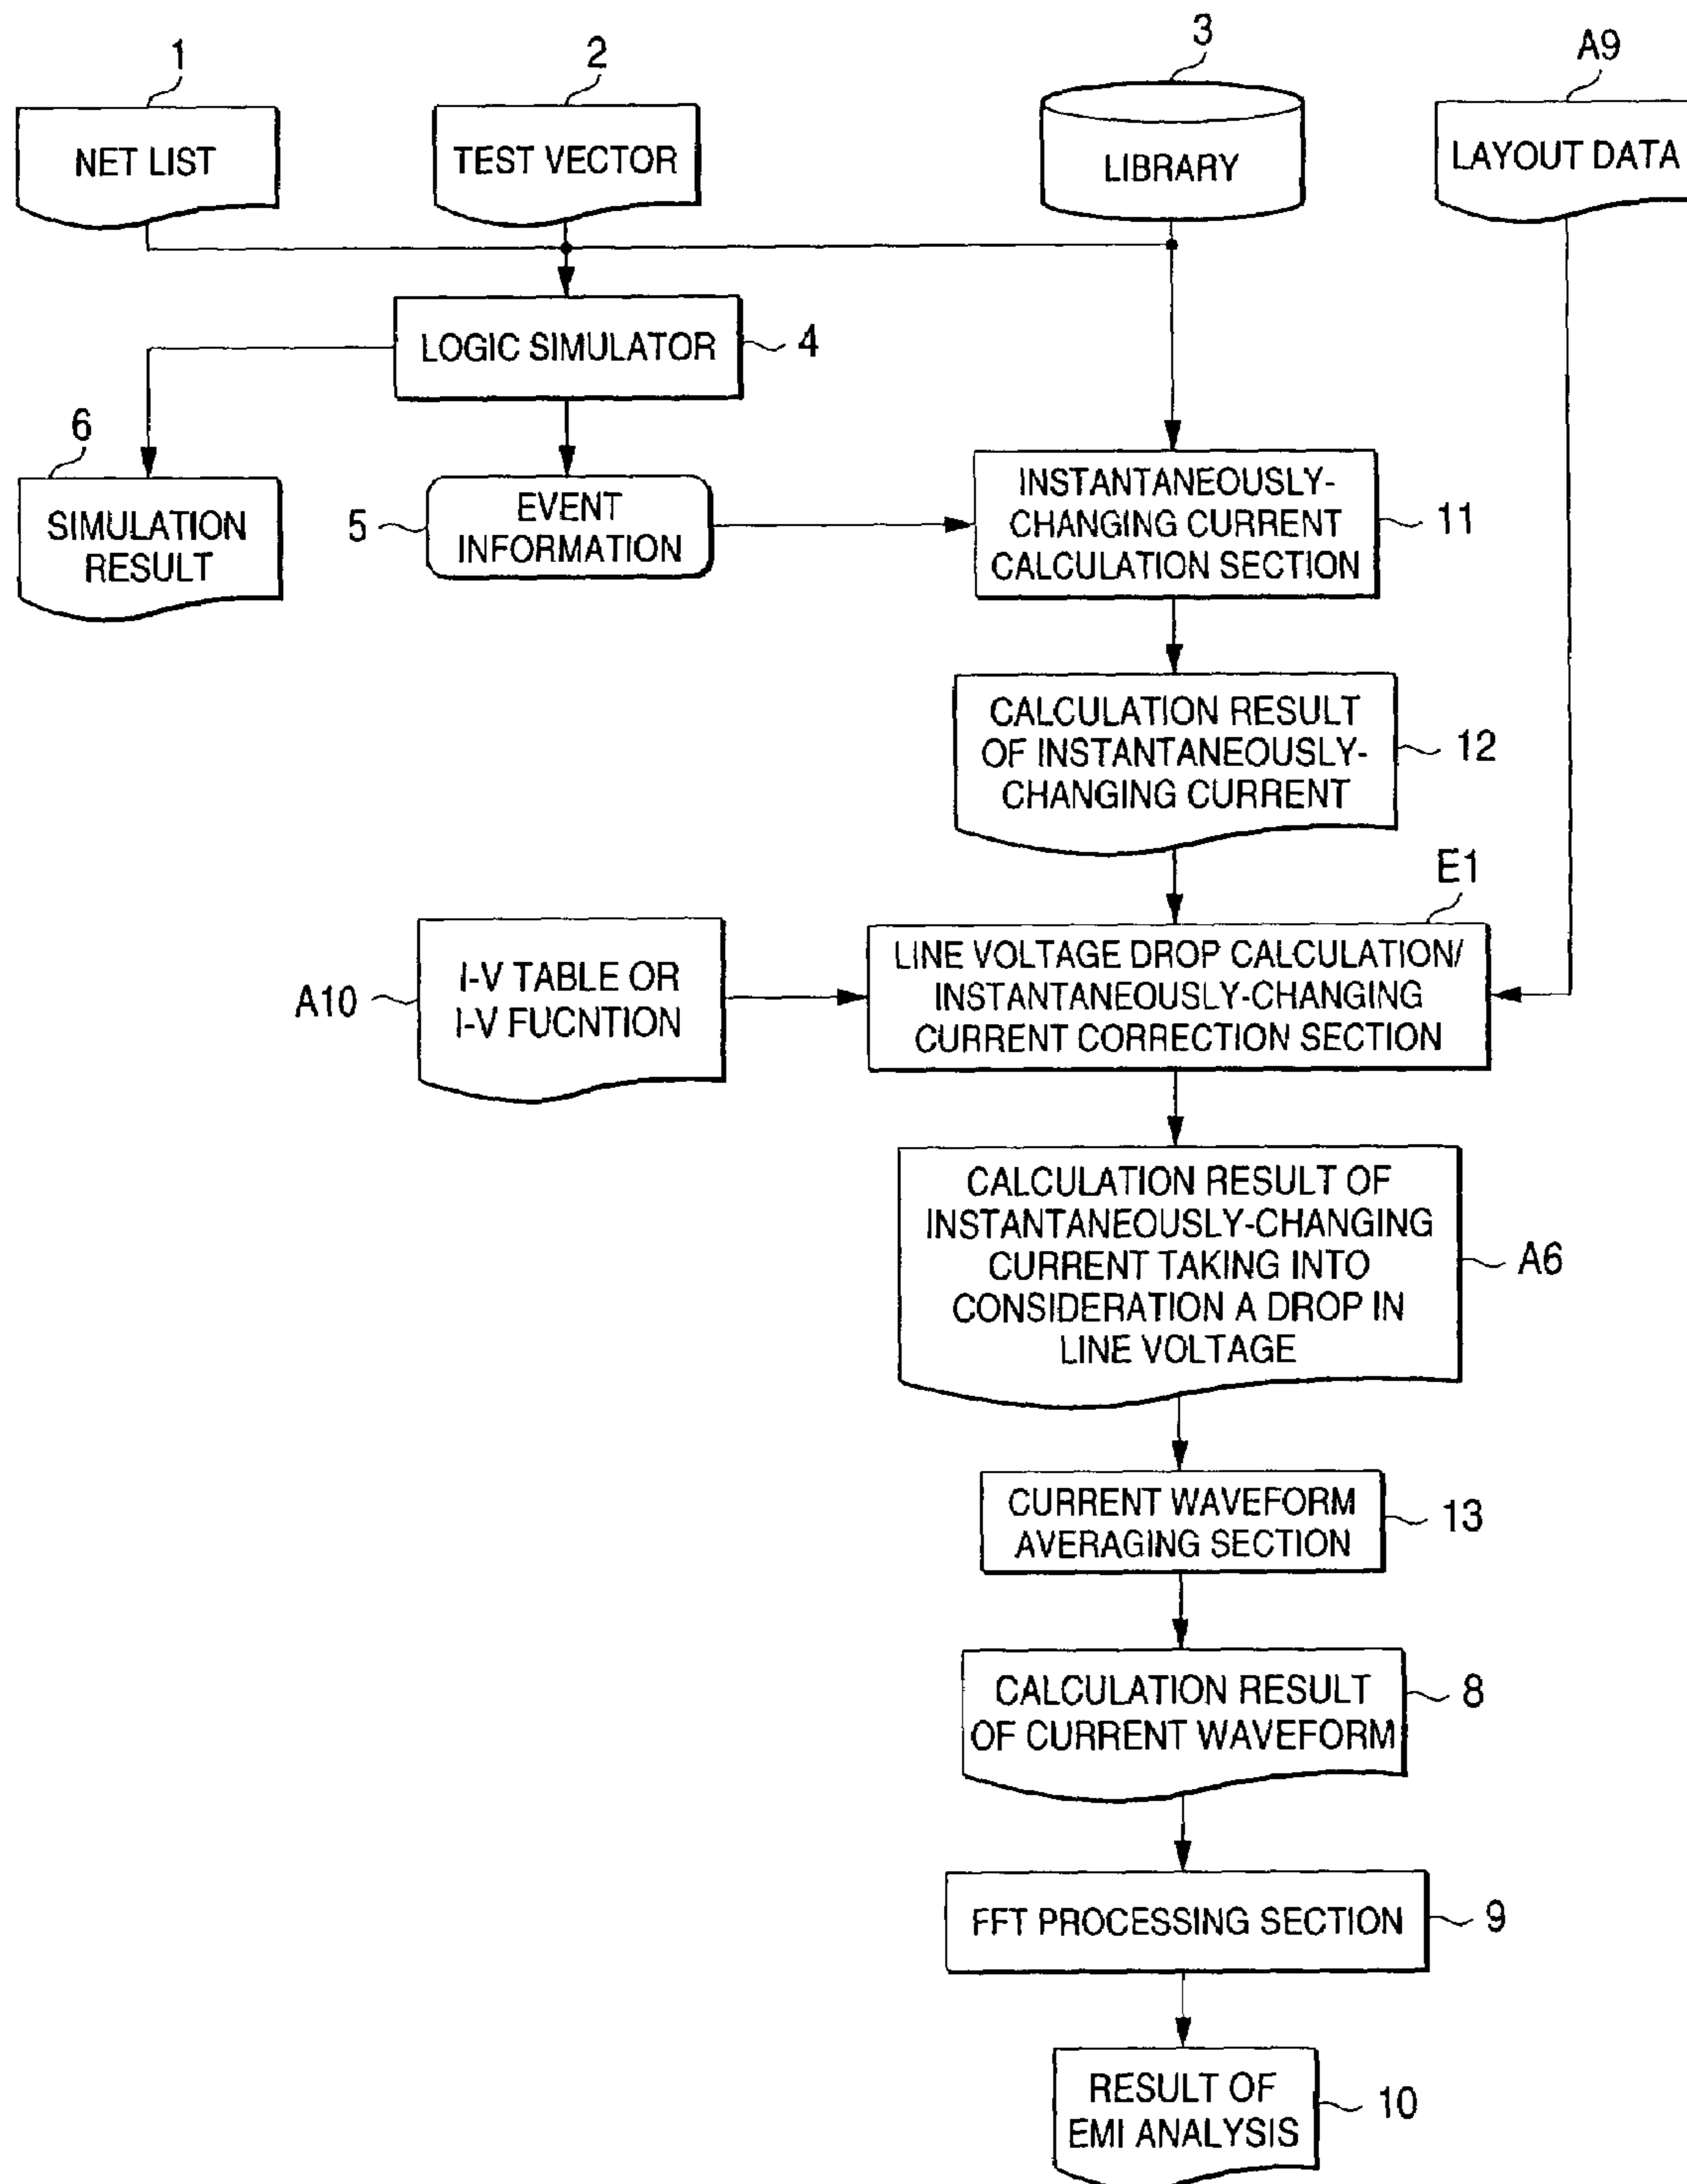 1
2
3
A9
NET LIST
TEST VECTOR
LIBRARY
LAYOUT DATA
LOGIC SIMULATOR
4
6
SIMULATION
RESULT
5
EVENT
INFORMATION
INSTANTANEOUSLY-
CHANGING CURRENT
CALCULATION SECTION
11
CALCULATION RESULT
OF INSTANTANEOUSLY-
CHANGING CURRENT
12
E1
A10
I-V TABLE OR
I-V FUCNTION
LINE VOLTAGE DROP CALCULATION/
INSTANTANEOUSLY-CHANGING
CURRENT CORRECTION SECTION
CALCULATION RESULT OF
INSTANTANEOUSLY-CHANGING
CURRENT TAKING INTO
CONSIDERATION A DROP IN
LINE VOLTAGE
A6
CURRENT WAVEFORM
AVERAGING SECTION
13
CALCULATION RESULT
OF CURRENT WAVEFORM
8
FFT PROCESSING SECTION
9
RESULT OF
EMI ANALYSIS
10